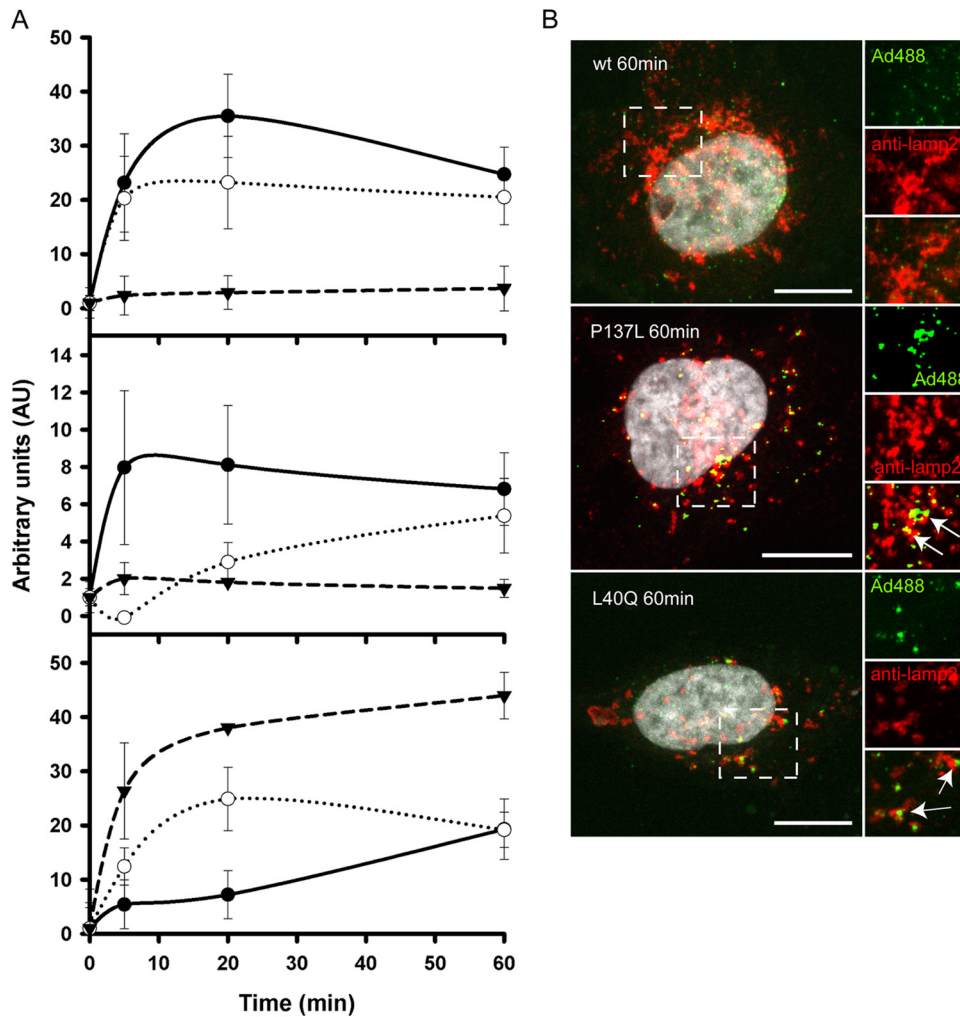 A
50
40
30
20
10
0
14
12
10
8
6
4
2
0
50
40
30
20
10
0
Arbitrary units (AU)
0 10 20 30 40 50 60
Time (min)
B
wt 60min
Ad488
anti-lamp2
P137L 60min
Ad488
anti-lamp2
L40Q 60min
Ad488
anti-lamp2